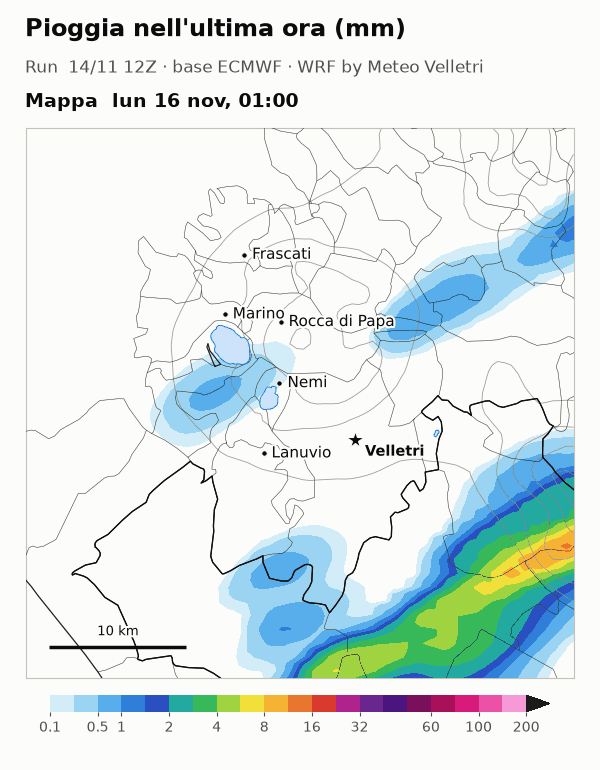 Pioggia nell'ultima ora (mm)
Run  14/11 12Z · base ECMWF · WRF by Meteo Velletri
Mappa  lun 16 nov, 01:00
Frascati
Marino
Rocca di Papa
Nemi
Velletri
Lanuvio
10 km
0.1 0.5 1 2 4 8 16 32 60 100 200